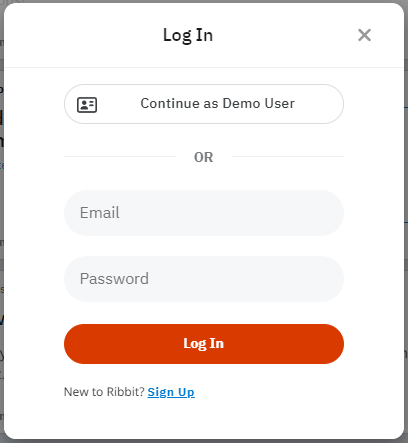 Log In
Continue as Demo User
OR
Email
Password
Log In
New to Ribbit? Sign Up